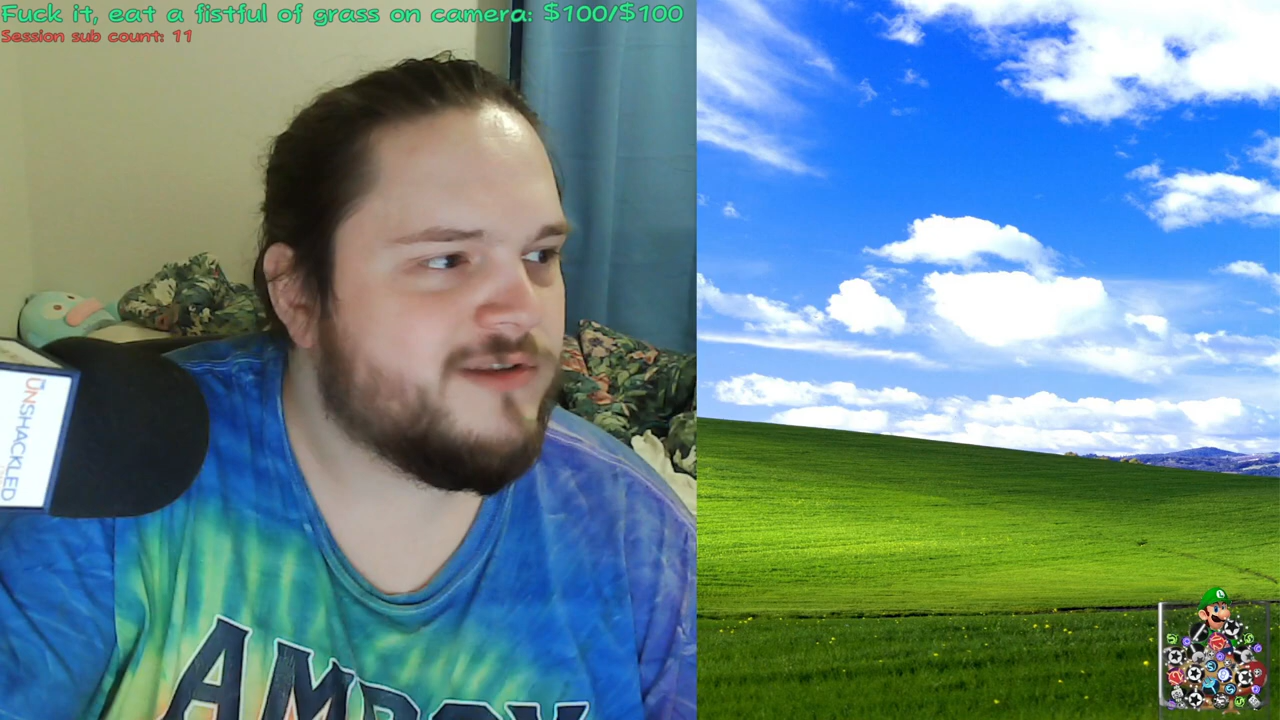 Fuck it, eat a fistful of grass on camera: $100/$100
Session sub count: 11
UNSHACKLED
AMBOY